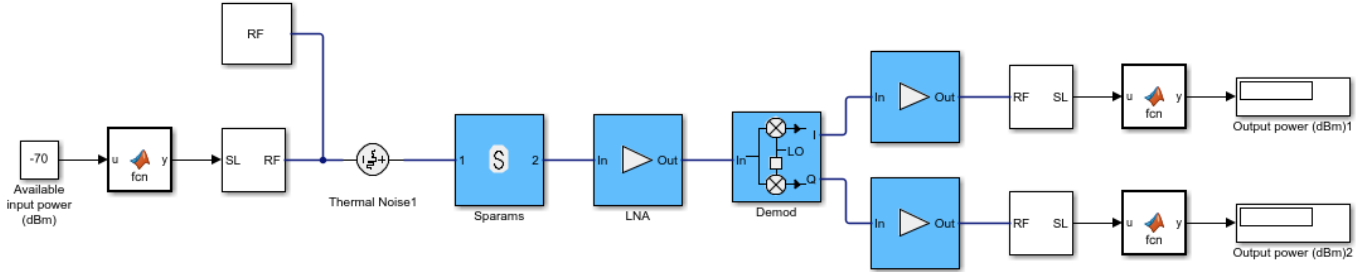 RF
-70
Available
input power
(dBm)
u
y
fcn
SL
RF
Thermal Noise1
1
S
2
Sparams
In
Out
LNA
In
I
LO
Q
Demod
In
Out
RF
SL
u
y
fcn
Output power (dBm)1
In
Out
RF
SL
u
y
fcn
Output power (dBm)2